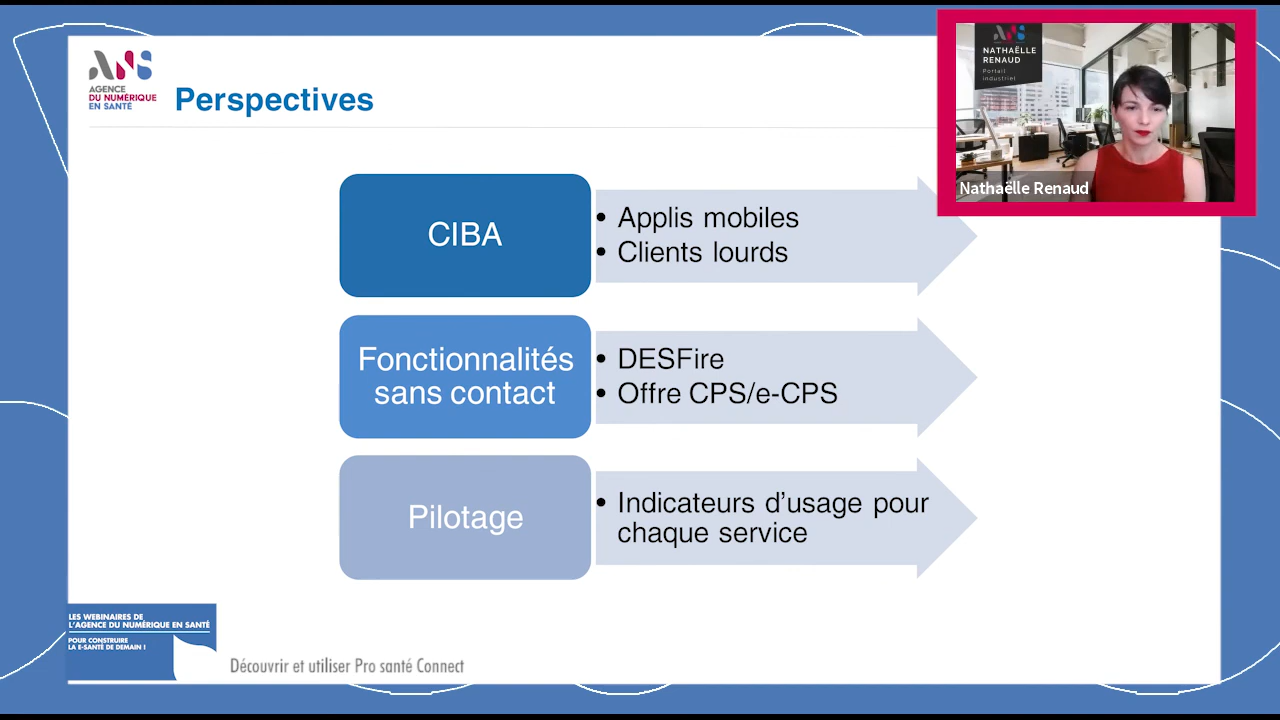 AGENCE
DU NUMÉRIQUE
EN SANTÉ
Perspectives
NATHAËLLE
RENAUD
Portail
industriel
Nathaëlle Renaud
CIBA
• Applis mobiles
• Clients lourds
Fonctionnalités
sans contact
• DESFire
• Offre CPS/e-CPS
Pilotage
• Indicateurs d'usage pour
chaque service
LES WEBINAIRES DE
L'AGENCE DU NUMÉRIQUE EN SANTÉ
POUR CONSTRUIRE
LA E-SANTÉ DE DEMAIN !
Découvrir et utiliser Pro santé Connect